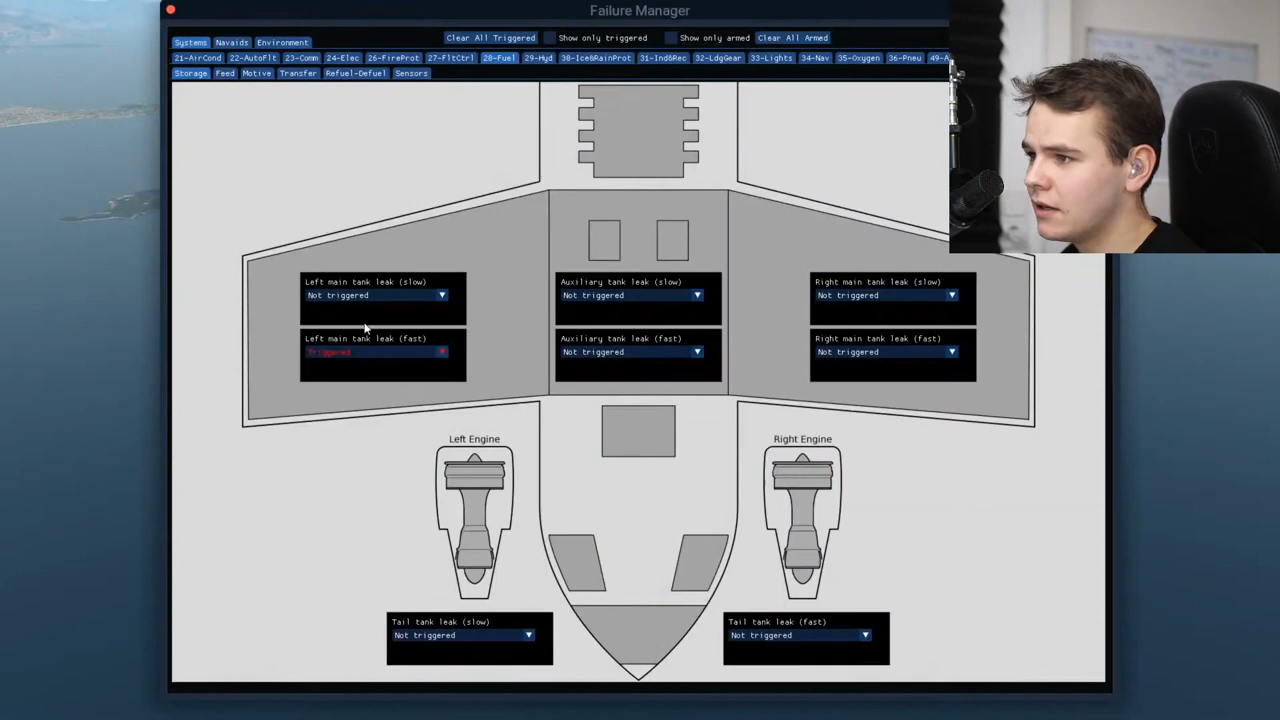 Failure Manager
Systems Navaids Environment Clear All Triggered Show only triggered Show only armed Clear All Armed
21-AirCond 22-AutoFlt 23-Comm 24-Elec 26-FireProt 27-FltCtrl 28-Fuel 29-Hyd 30-Ice&RainProt 31-Ind&Rec 32-LdgGear 33-Lights 34-Nav 35-Oxygen 36-Pneu 49-A
Storage Feed Motive Transfer Refuel-Defuel Sensors
Left main tank leak (slow)
Not triggered
Auxiliary tank leak (slow)
Not triggered
Right main tank leak (slow)
Not triggered
Left main tank leak (fast)
Triggered
Auxiliary tank leak (fast)
Not triggered
Right main tank leak (fast)
Not triggered
Left Engine
Right Engine
Tail tank leak (slow)
Not triggered
Tail tank leak (fast)
Not triggered